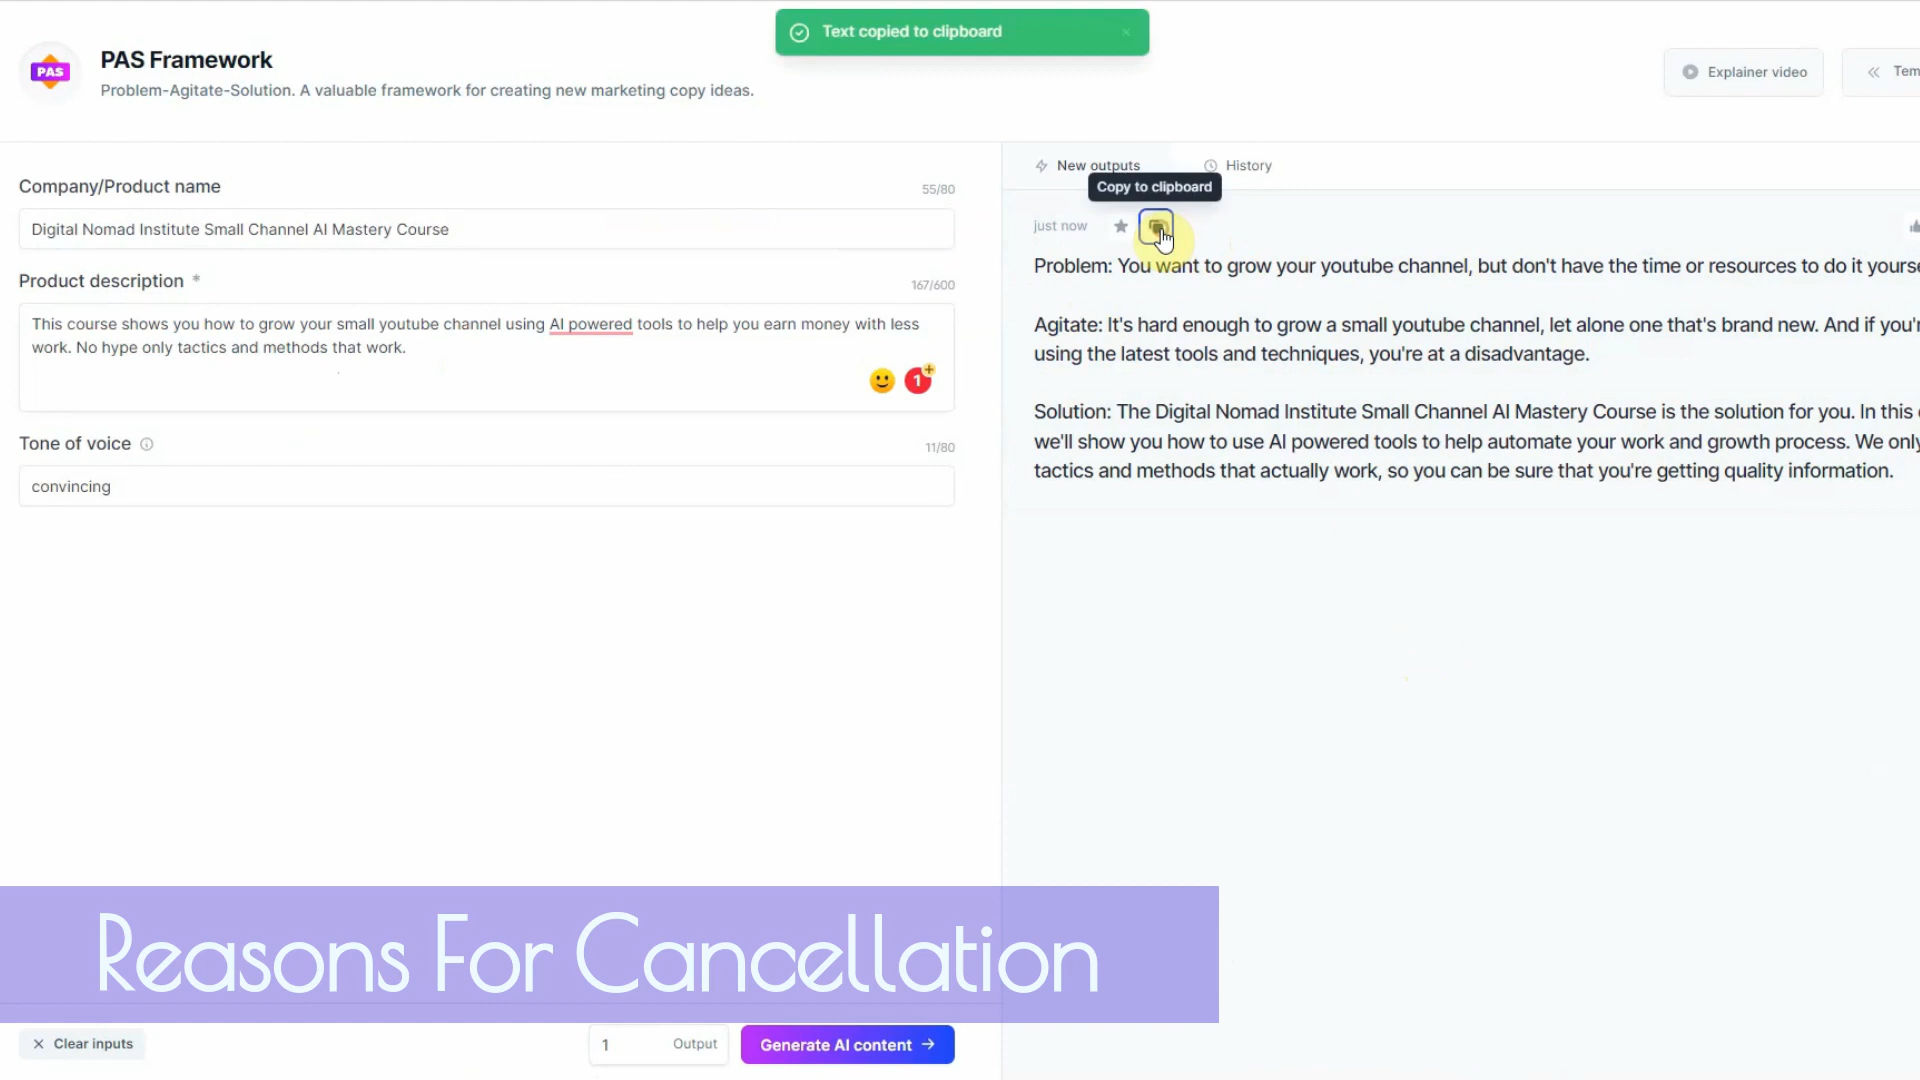 Text copied to clipboard
PAS
PAS Framework
Problem-Agitate-Solution. A valuable framework for creating new marketing copy ideas.
Explainer video
Company/Product name
55/80
Digital Nomad Institute Small Channel AI Mastery Course
Product description *
167/600
This course shows you how to grow your small youtube channel using AI powered tools to help you earn money with less
work. No hype only tactics and methods that work.
1
Tone of voice
11/80
convincing
New outputs
History
Copy to clipboard
just now
Problem: You want to grow your youtube channel, but don't have the time or resources to do it
Agitate: It's hard enough to grow a small youtube channel, let alone one that's brand new. And if
using the latest tools and techniques, you're at a disadvantage.
Solution: The Digital Nomad Institute Small Channel AI Mastery Course is the solution for you. In this
we'll show you how to use AI powered tools to help automate your work and growth process. We only
tactics and methods that actually work, so you can be sure that you're getting quality information.
Reasons For Cancellation
Clear inputs
1 Output
Generate AI content